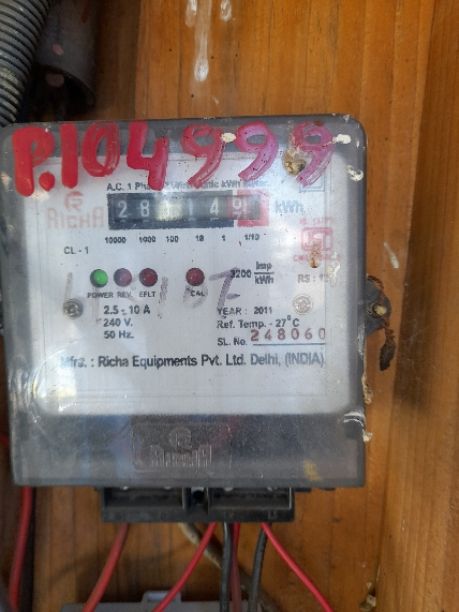 P.104999
RICHA
kWh
CL - 1
10000 1000 100 10 1 1/10
3200 Imp/kWh
POWER REV. EFLT CAL
2.5 - 10 A
240 V.
50 Hz.
YEAR : 2011
Ref. Temp. - 27°C
SL. No. 248060
Mfrs. : Richa Equipments Pvt. Ltd. Delhi, (INDIA)
RICHA